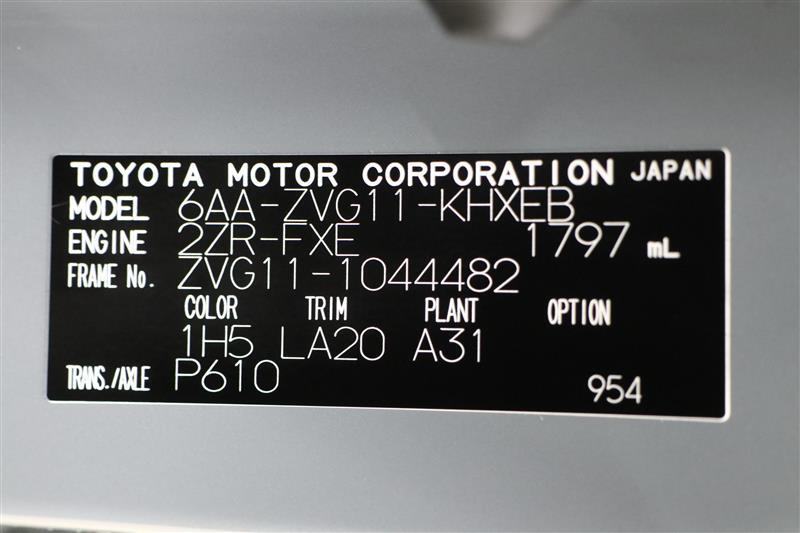 TOYOTA MOTOR CORPORATION JAPAN
MODEL 6AA-ZVG11-KHXEB
ENGINE 2ZR-FXE 1797 mL
FRAME No. ZVG11-1044482
COLOR TRIM PLANT OPTION
1H5 LA20 A31
TRANS./AXLE P610 954